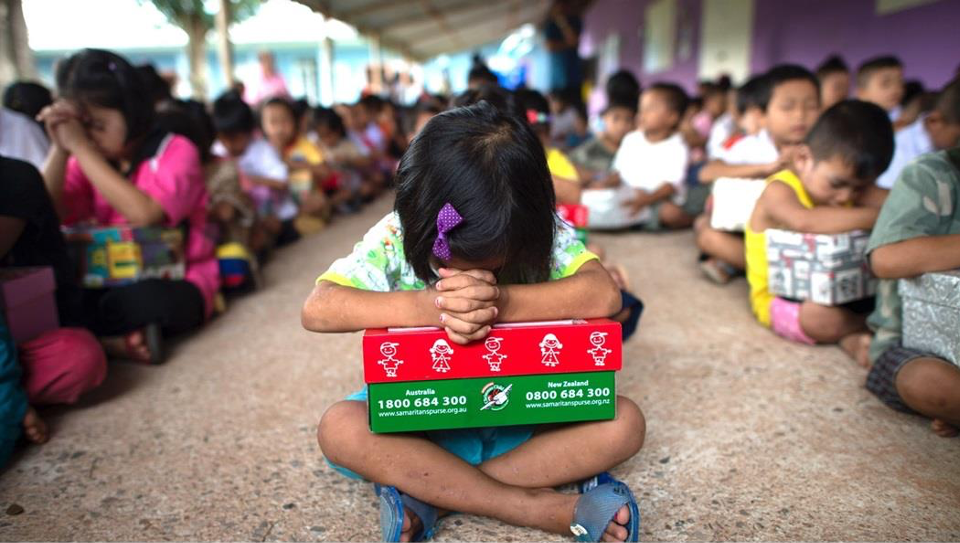 Australia
1800 684 300
www.samaritanspurse.org.au
New Zealand
0800 684 300
www.samaritanspurse.org.nz